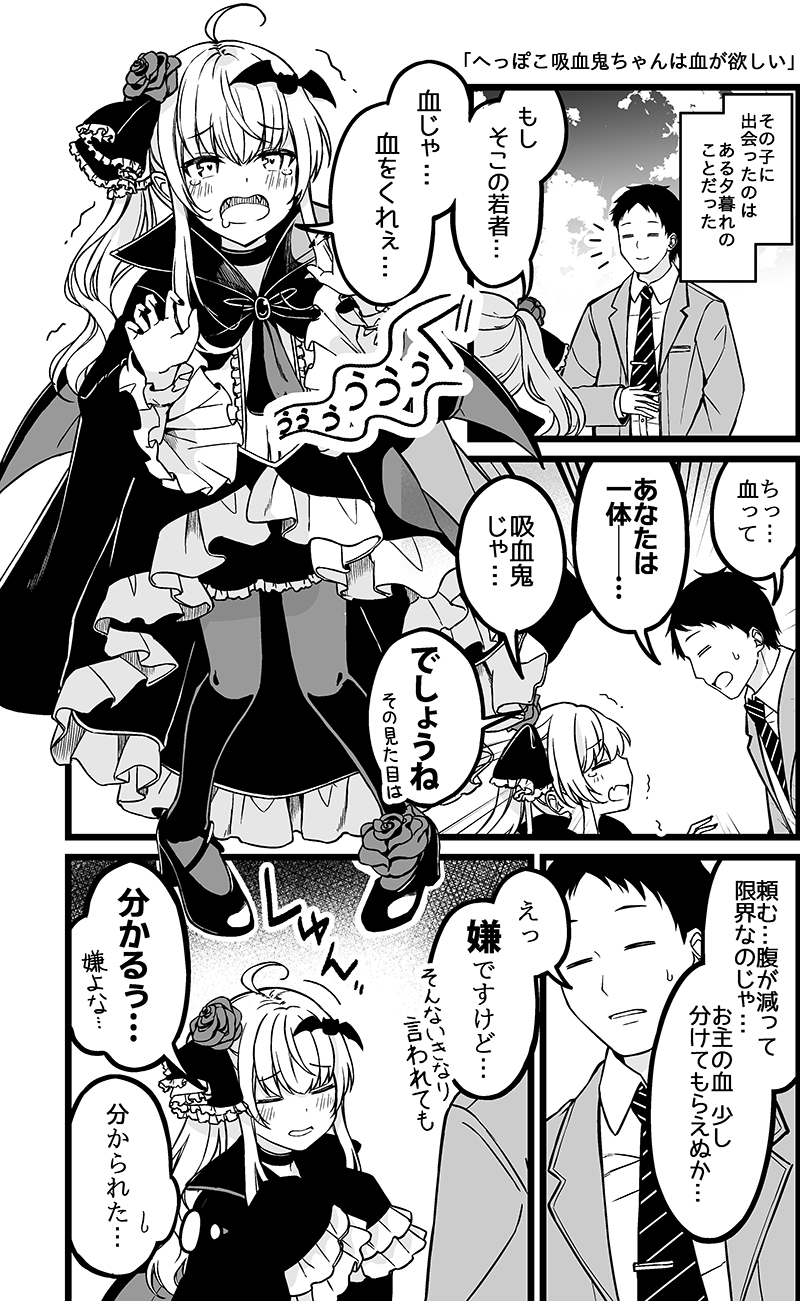 「へっぽこ吸血鬼ちゃんは血が欲しい」
その子に
出会ったのは
ある夕暮れの
ことだった
もし
そこの若者…
血じゃ…
血をくれぇ…
うううううう
ちっ…
血って
あなたは
一体―…
吸血鬼
じゃ…
でしょうね
その見た目は
頼む…腹が減って
限界なのじゃ…
お主の血 少し
分けてもらえぬか…
えっ
嫌ですけど…
そんないきなり
言われても
しゅん
分かるぅ…
嫌よな…
分かられた…